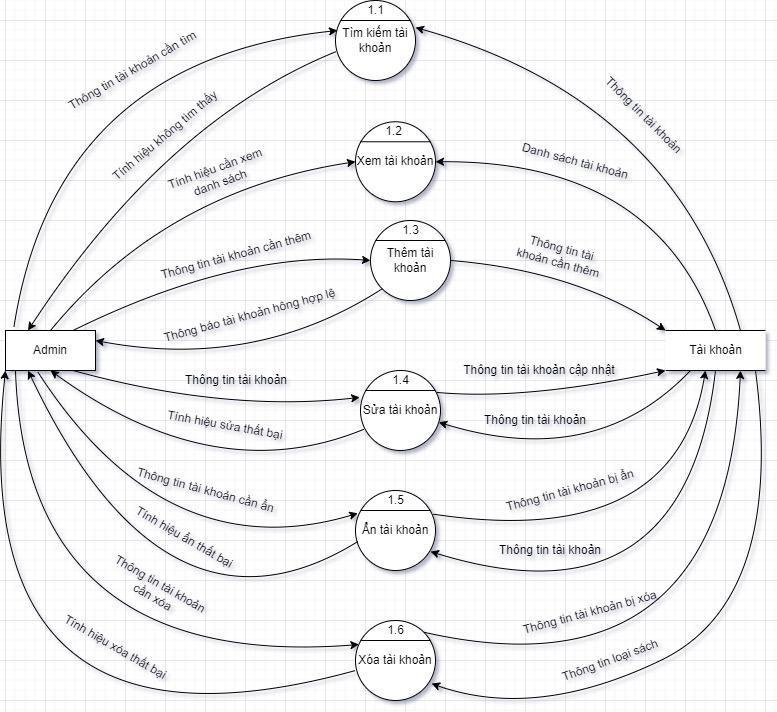 1.1
Tìm kiếm tài
khoản
Thông tin tài khoản cần tìm
Tính hiệu không tìm thấy
Thông tin tài khoản
1.2
Xem tài khoản
Tính hiệu cần xem
danh sách
Danh sách tài khoản
1.3
Thêm tài
khoản
Thông tin tài khoản cần thêm
Thông tin tài
khoản cần thêm
Thông báo tài khoản hông hợp lệ
Admin
Tài khoản
1.4
Sửa tài khoản
Thông tin tài khoản
Thông tin tài khoản cập nhật
Tính hiệu sửa thất bại
Thông tin tài khoản
1.5
Ẩn tài khoản
Thông tin tài khoản cần ẩn
Thông tin tài khoản bị ẩn
Tính hiệu ẩn thất bại
Thông tin tài khoản
1.6
Xóa tài khoản
Thông tin tài khoản
cần xóa
Thông tin tài khoản bị xóa
Tính hiệu xóa thất bại
Thông tin loại sách